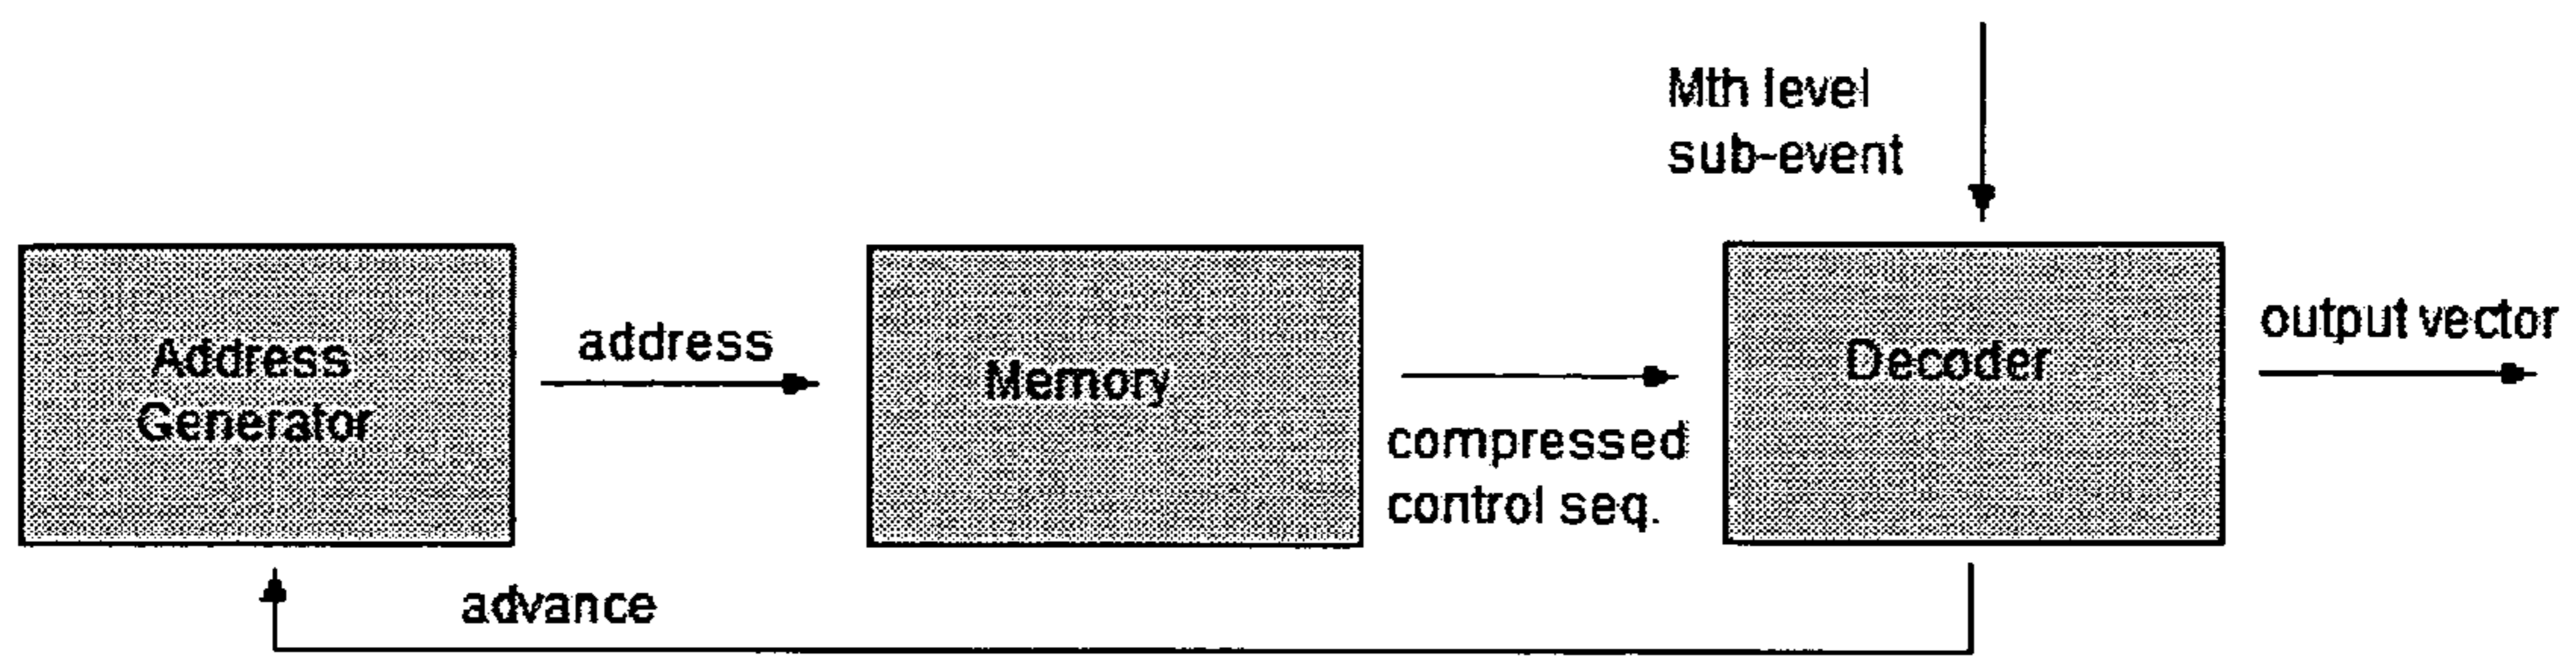 Mth level
sub-event
Address
Generator
address
Memory
compressed
control seq.
Decoder
output vector
advance